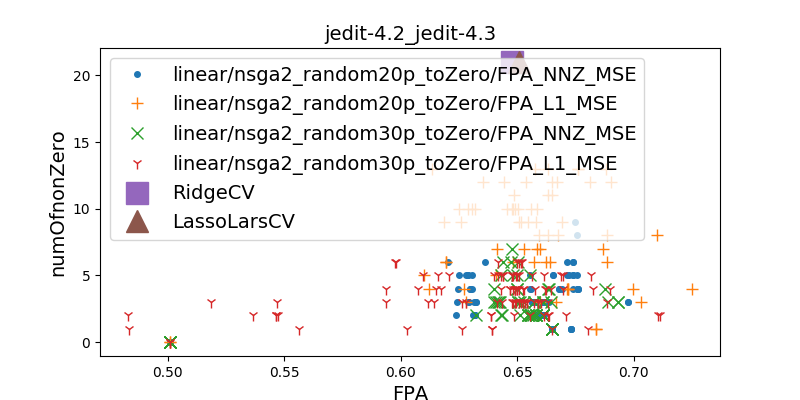 jedit-4.2_jedit-4.3
linear/nsga2_random20p_toZero/FPA_NNZ_MSE
linear/nsga2_random20p_toZero/FPA_L1_MSE
linear/nsga2_random30p_toZero/FPA_NNZ_MSE
linear/nsga2_random30p_toZero/FPA_L1_MSE
RidgeCV
LassoLarsCV
numOfnonZero
20
15
10
5
0
0.50 0.55 0.60 0.65 0.70
FPA